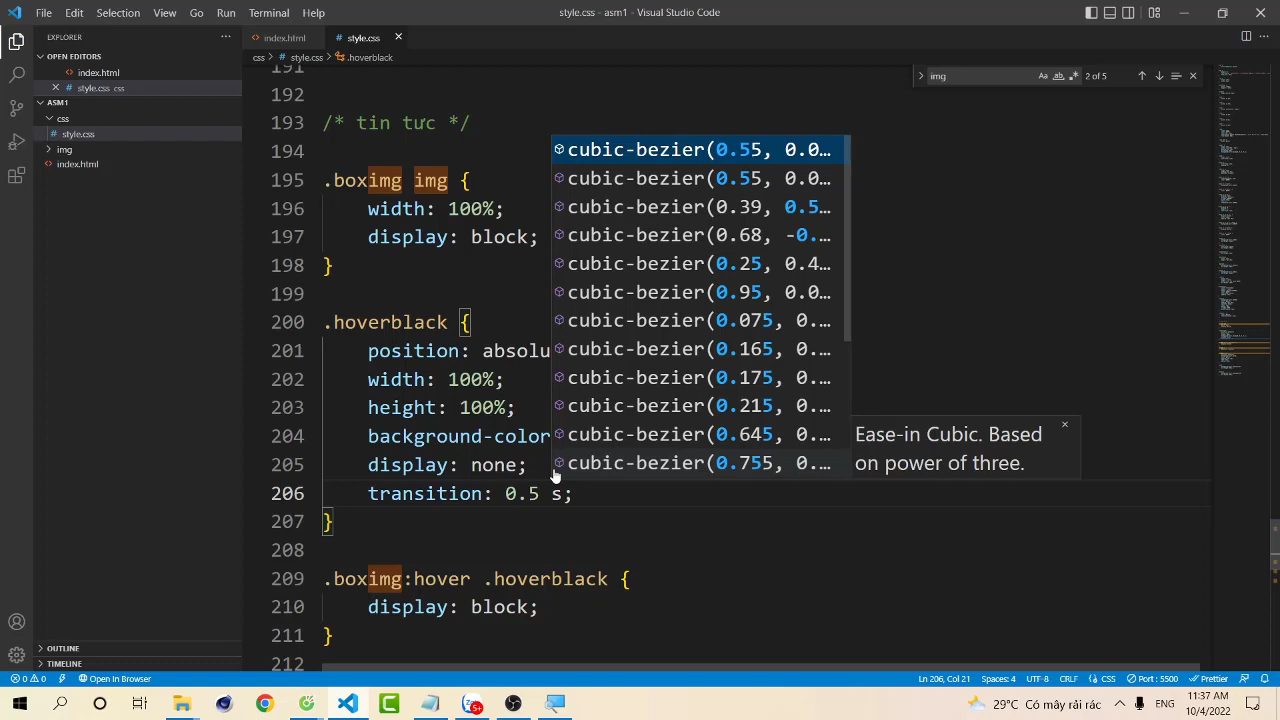 File Edit Selection View Go Run Terminal Help
style.css - asm1 - Visual Studio Code
EXPLORER
OPEN EDITORS
index.html
style.css css
ASM1
css
style.css
img
index.html
OUTLINE
TIMELINE
index.html
style.css
css > style.css > .hoverblack
img
Aa
ab
2 of 5
191
192
193 /* tin tức */
194
195 .boximg img {
196 width: 100%;
197 display: block;
198 }
199
200 .hoverblack {
201 position: absolu
202 width: 100%;
203 height: 100%;
204 background-color
205 display: none;
206 transition: 0.5 s;
207 }
208
209 .boximg:hover .hoverblack {
210 display: block;
211 }
212
cubic-bezier(0.55, 0.0…
cubic-bezier(0.55, 0.0…
cubic-bezier(0.39, 0.5…
cubic-bezier(0.68, -0.…
cubic-bezier(0.25, 0.4…
cubic-bezier(0.95, 0.0…
cubic-bezier(0.075, 0.…
cubic-bezier(0.165, 0.…
cubic-bezier(0.175, 0.…
cubic-bezier(0.215, 0.…
cubic-bezier(0.645, 0.…
cubic-bezier(0.755, 0.…
Ease-in Cubic. Based
on power of three.
0 0 Open In Browser
Ln 206, Col 21 Spaces: 4 UTF-8 CRLF CSS Port : 5500 Prettier
5+
29°C Có mây rải rác
11:37 AM
10/4/2022